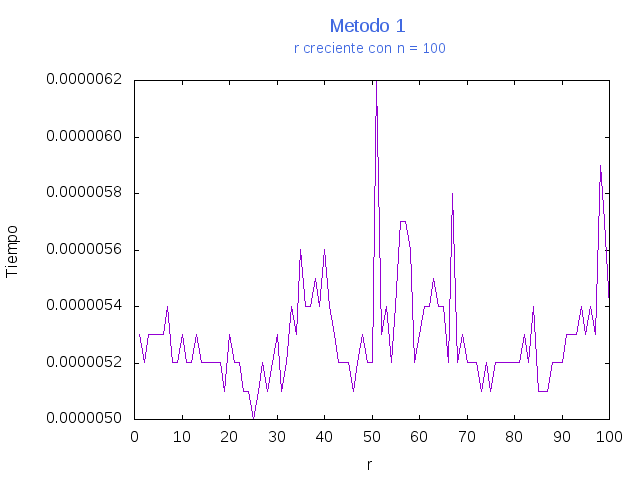 Metodo 1
r creciente con n = 100
0.0000062
0.0000060
0.0000058
0.0000056
0.0000054
0.0000052
0.0000050
Tiempo
0 10 20 30 40 50 60 70 80 90 100
r